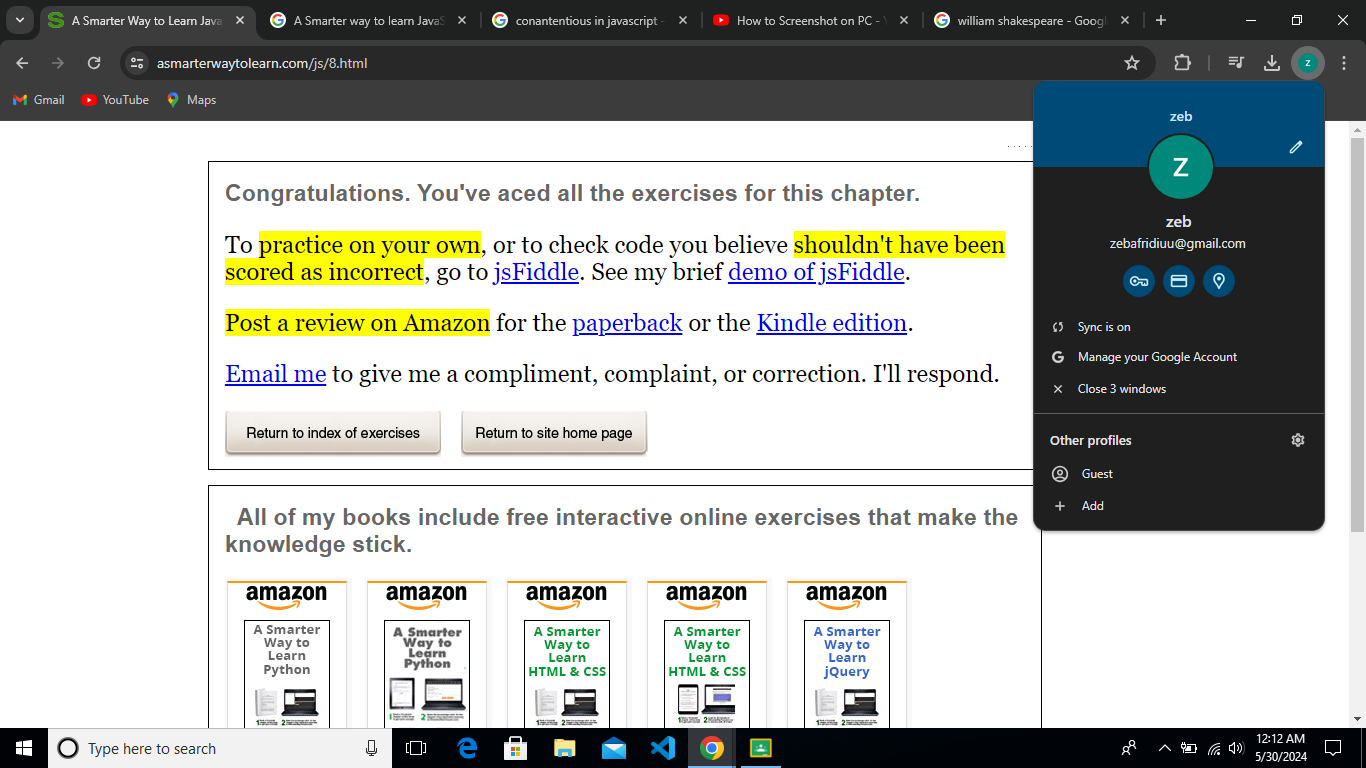 A Smarter Way to Learn Java
A Smarter way to learn JavaS
conantentious in javascript -
How to Screenshot on PC -
william shakespeare - Googl
asmarterwaytolearn.com/js/8.html
z
Gmail
YouTube
Maps
zeb
Z
zeb
zebafridiuu@gmail.com
Sync is on
Manage your Google Account
Close 3 windows
Other profiles
Guest
Add
Congratulations. You've aced all the exercises for this chapter.
To practice on your own, or to check code you believe shouldn't have been
scored as incorrect, go to jsFiddle. See my brief demo of jsFiddle.
Post a review on Amazon for the paperback or the Kindle edition.
Email me to give me a compliment, complaint, or correction. I'll respond.
Return to index of exercises
Return to site home page
All of my books include free interactive online exercises that make the
knowledge stick.
amazon
A Smarter
Way to
Learn
Python
amazon
A Smarter
Way to
Learn
Python
amazon
A Smarter
Way to
Learn
HTML & CSS
amazon
A Smarter
Way to
Learn
HTML & CSS
amazon
A Smarter
Way to
Learn
jQuery
Type here to search
12:12 AM
5/30/2024